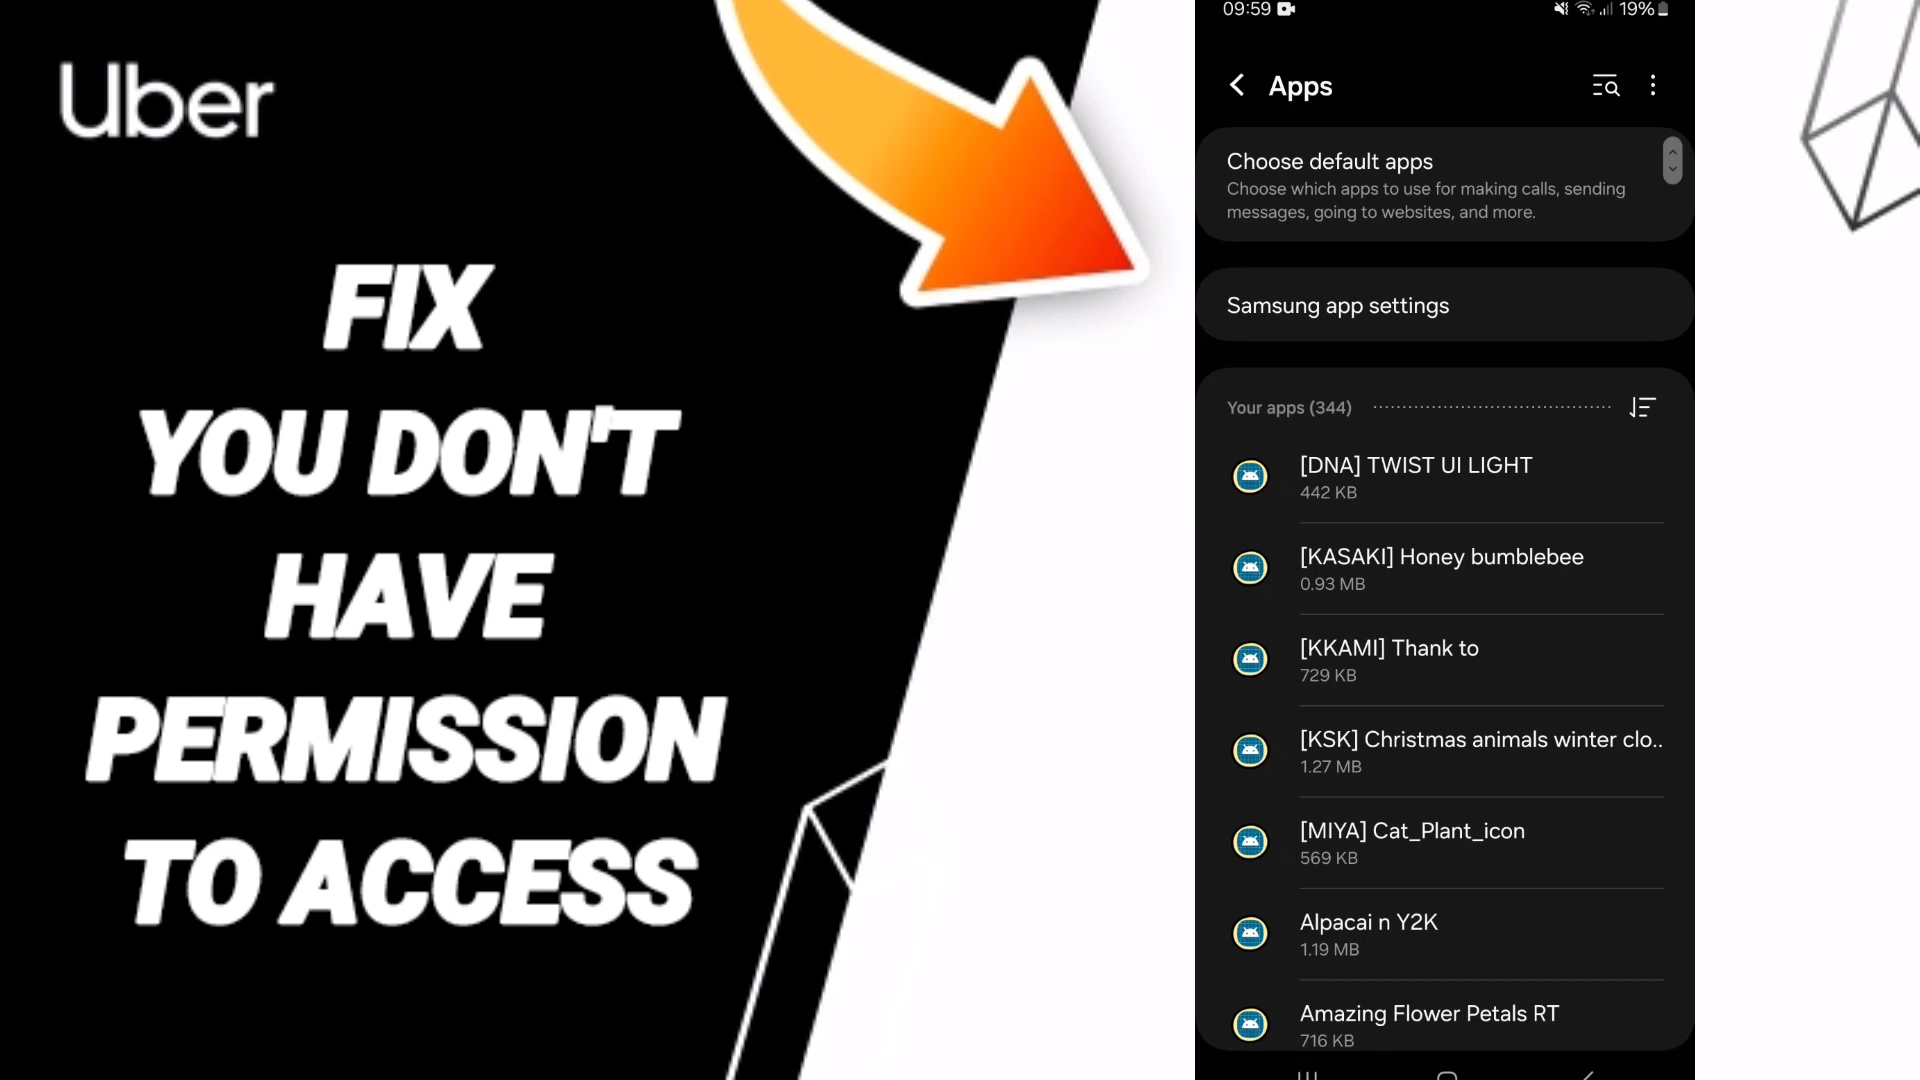 Uber
FIX
YOU DON'T
HAVE
PERMISSION
TO ACCESS
09:59
19%
Apps
Choose default apps
Choose which apps to use for making calls, sending
messages, going to websites, and more.
Samsung app settings
Your apps (344)
[DNA] TWIST UI LIGHT
442 KB
[KASAKI] Honey bumblebee
0.93 MB
[KKAMI] Thank to
729 KB
[KSK] Christmas animals winter clo..
1.27 MB
[MIYA] Cat_Plant_icon
569 KB
Alpacai n Y2K
1.19 MB
Amazing Flower Petals RT
716 KB